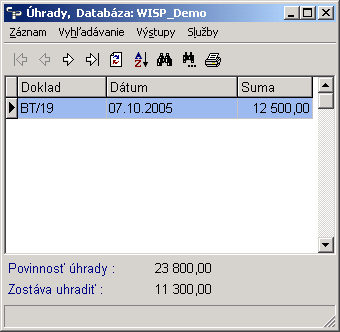 Úhrady, Databáza: WISP_Demo
Záznam Vyhľadávanie Výstupy Služby
Doklad Dátum Suma
BT/19 07.10.2005 12 500,00
Povinnosť úhrady : 23 800,00
Zostáva uhradiť : 11 300,00